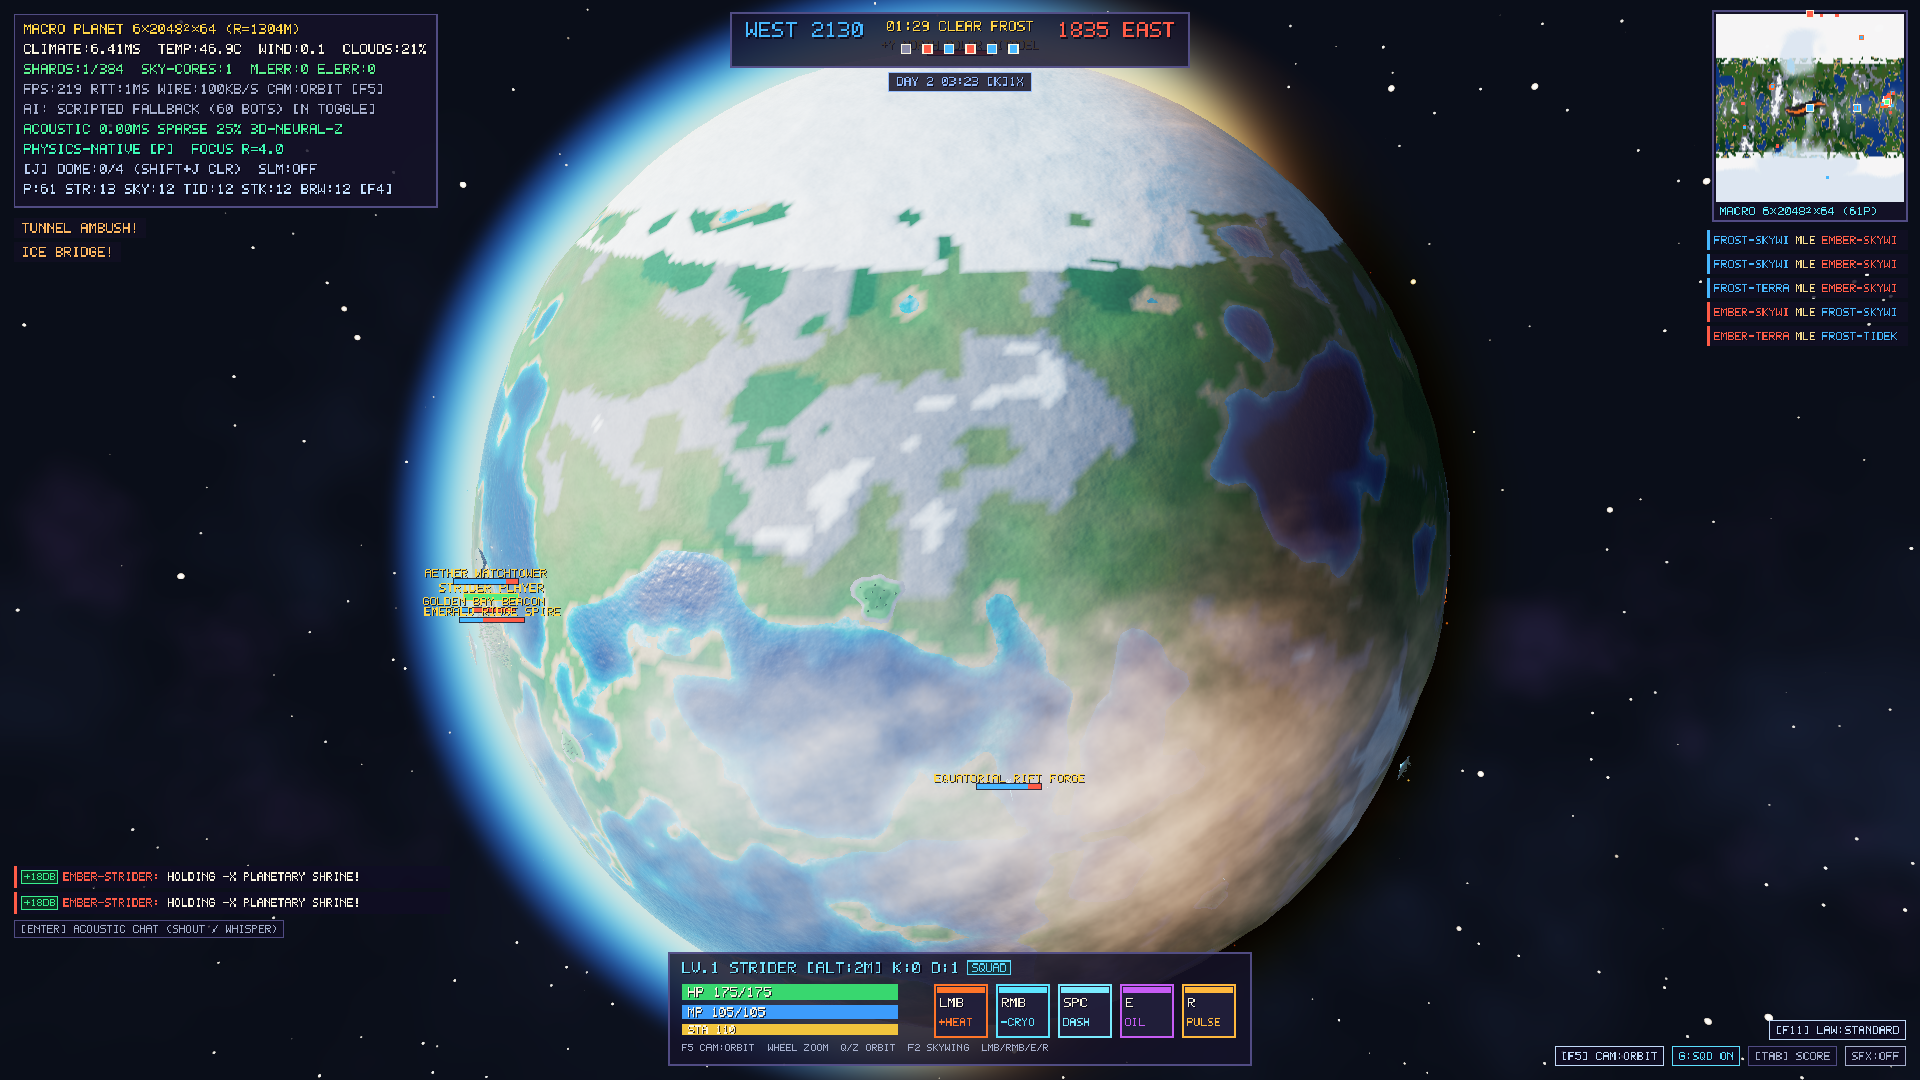 MACRO PLANET 6×2048²×64 (R=1304M)
CLIMATE:6.41MS TEMP:46.9C WIND:0.1 CLOUDS:21%
SHARDS:1/384 SKY-CORES:1 M_ERR:0 E_ERR:0
FPS:219 RTT:1MS WIRE:100KB/S CAM:ORBIT [F5]
AI: SCRIPTED FALLBACK (60 BOTS) [N TOGGLE]
ACOUSTIC 0.00MS SPARSE 25% 3D-NEURAL-Z
PHYSICS-NATIVE [P] FOCUS R=4.0
[J] DOME:0/4 (SHIFT+J CLR) SLM:OFF
P:61 STR:13 SKY:12 TID:12 STK:12 BRW:12 [F4]
TUNNEL AMBUSH!
ICE BRIDGE!
WEST 2130
01:29 CLEAR FROST
1835 EAST
DAY 2 03:23 [K]1X
MACRO 6×2048²×64 (61P)
FROST-SKYWI MLE EMBER-SKYWI
FROST-SKYWI MLE EMBER-SKYWI
FROST-TERRA MLE EMBER-SKYWI
EMBER-SKYWI MLE FROST-SKYWI
EMBER-TERRA MLE FROST-TIDEK
AETHER WATCHTOWER
STRIDER PLAYER
GOLDEN BAY BEACON
EMERALD RIDGE SPIRE
EQUATORIAL RIFT FORGE
+18DB EMBER-STRIDER: HOLDING -X PLANETARY SHRINE!
+18DB EMBER-STRIDER: HOLDING -X PLANETARY SHRINE!
[ENTER] ACOUSTIC CHAT (SHOUT / WHISPER)
LV.1 STRIDER [ALT:2M] K:0 D:1 SQUAD
HP 175/175
MP 105/105
STA 110
LMB +HEAT
RMB -CRYO
SPC DASH
E OIL
R PULSE
F5 CAM:ORBIT WHEEL ZOOM Q/Z ORBIT F2 SKYWING LMB/RMB/E/R
[F11] LAW:STANDARD
[F5] CAM:ORBIT
G:SQD ON
[TAB] SCORE
SFX:OFF